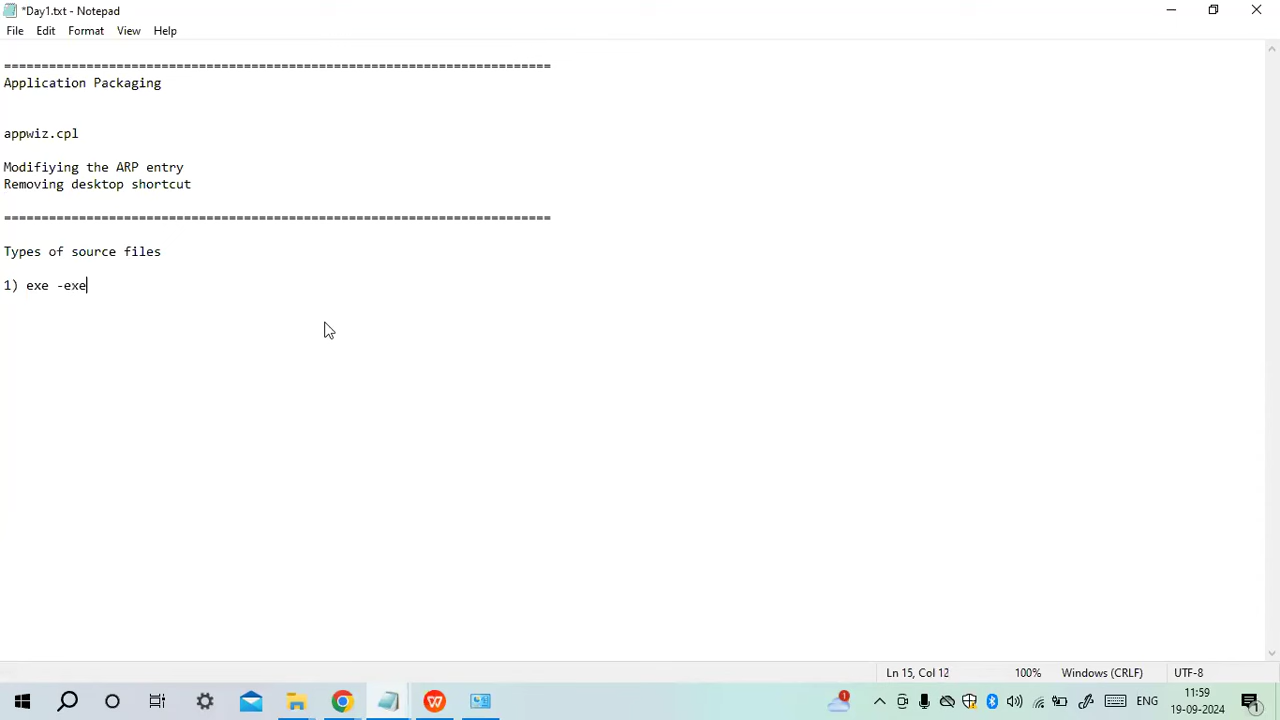 *Day1.txt - Notepad
File Edit Format View Help
=========================================================================
Application Packaging
appwiz.cpl
Modifiying the ARP entry
Removing desktop shortcut
=========================================================================
Types of source files
1) exe -exe
Ln 15, Col 12 100% Windows (CRLF) UTF-8
1 ENG 11:59 1
19-09-2024